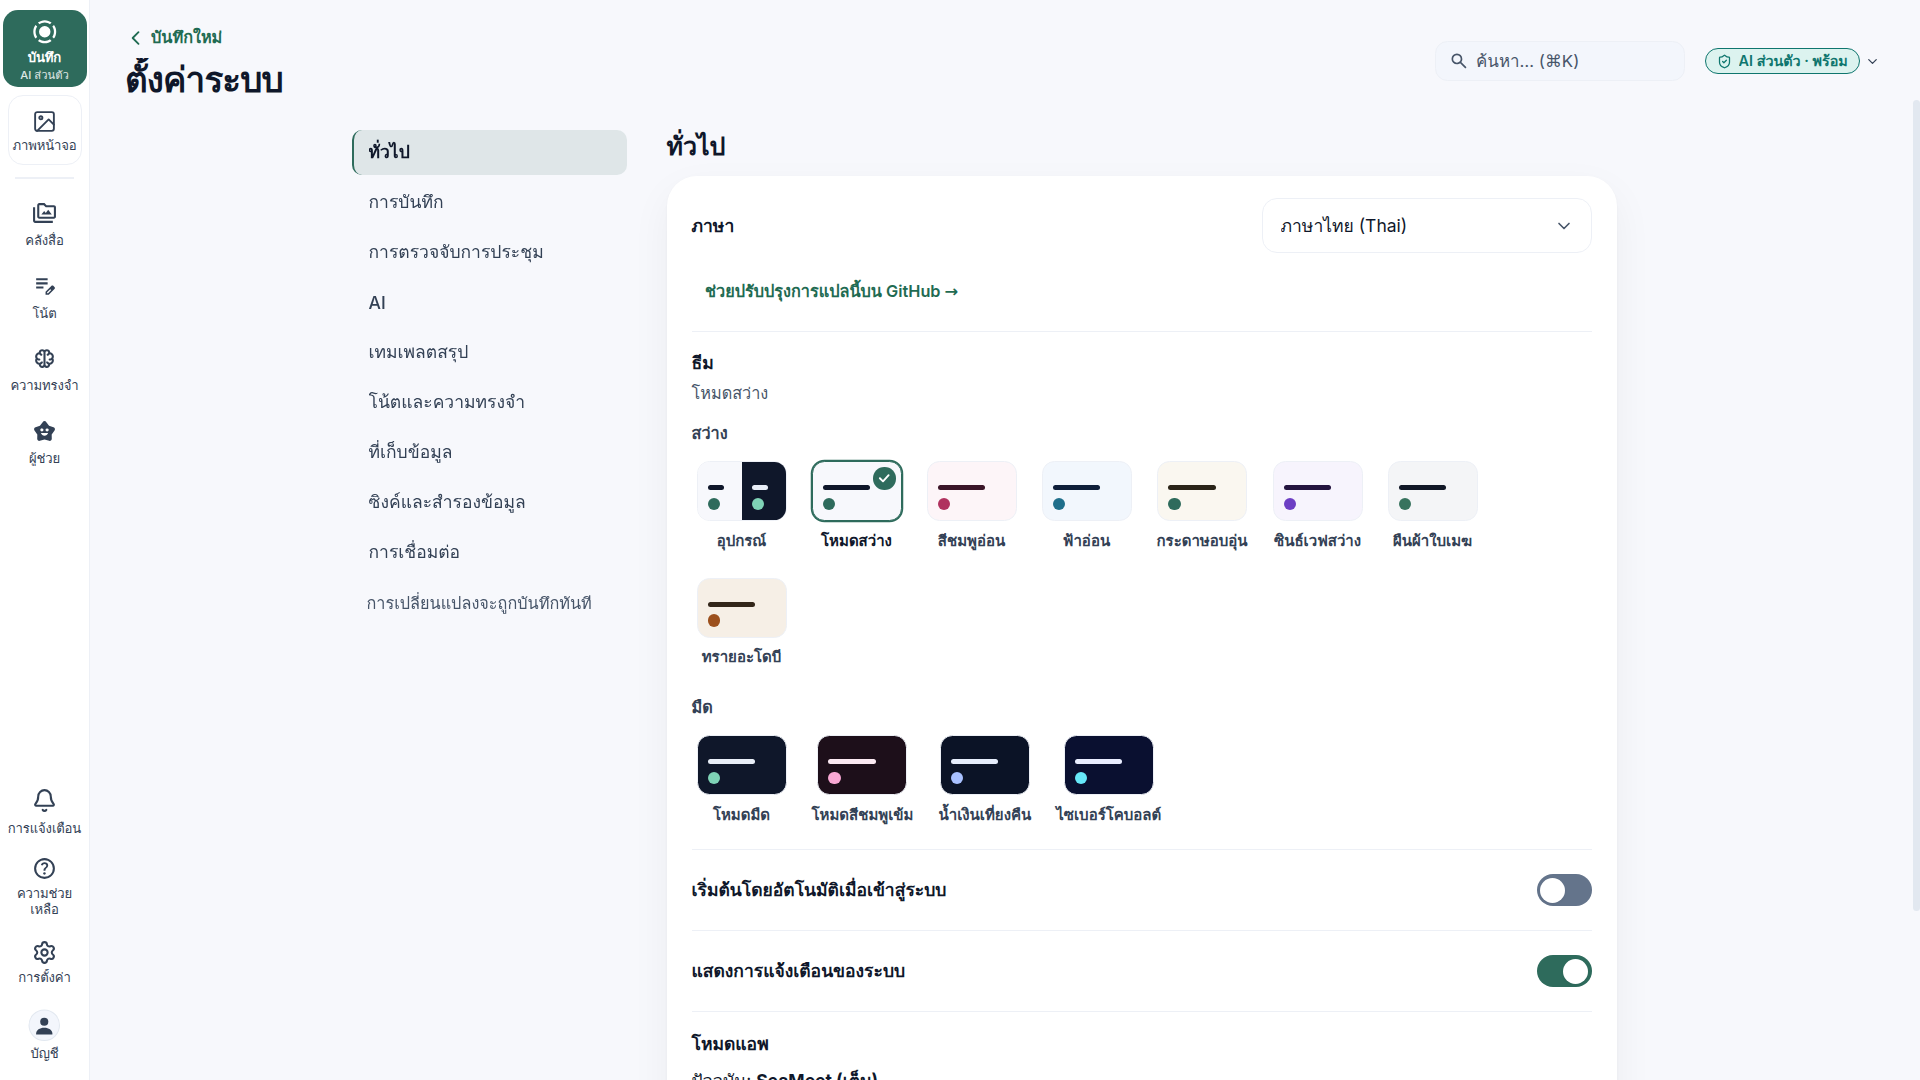 บันทึก
AI ส่วนตัว
ภาพหน้าจอ
คลังสื่อ
โน้ต
ความทรงจำ
ผู้ช่วย
การแจ้งเตือน
ความช่วย
เหลือ
การตั้งค่า
บัญชี
บันทึกใหม่
ตั้งค่าระบบ
ค้นหา... (⌘K)
AI ส่วนตัว · พร้อม
ทั่วไป
การบันทึก
การตรวจจับการประชุม
AI
เทมเพลตสรุป
โน้ตและความทรงจำ
ที่เก็บข้อมูล
ซิงค์และสำรองข้อมูล
การเชื่อมต่อ
การเปลี่ยนแปลงจะถูกบันทึกทันที
ทั่วไป
ภาษา
ภาษาไทย (Thai)
ช่วยปรับปรุงการแปลนี้บน GitHub →
ธีม
โหมดสว่าง
สว่าง
อุปกรณ์
โหมดสว่าง
สีชมพูอ่อน
ฟ้าอ่อน
กระดาษอบอุ่น
ซินธ์เวฟสว่าง
ผืนผ้าใบเมฆ
ทรายอะโดบี
มืด
โหมดมืด
โหมดสีชมพูเข้ม
น้ำเงินเที่ยงคืน
ไซเบอร์โคบอลต์
เริ่มต้นโดยอัตโนมัติเมื่อเข้าสู่ระบบ
แสดงการแจ้งเตือนของระบบ
โหมดแอพ
ปัจจุบัน: SeaMeet (เต็ม)